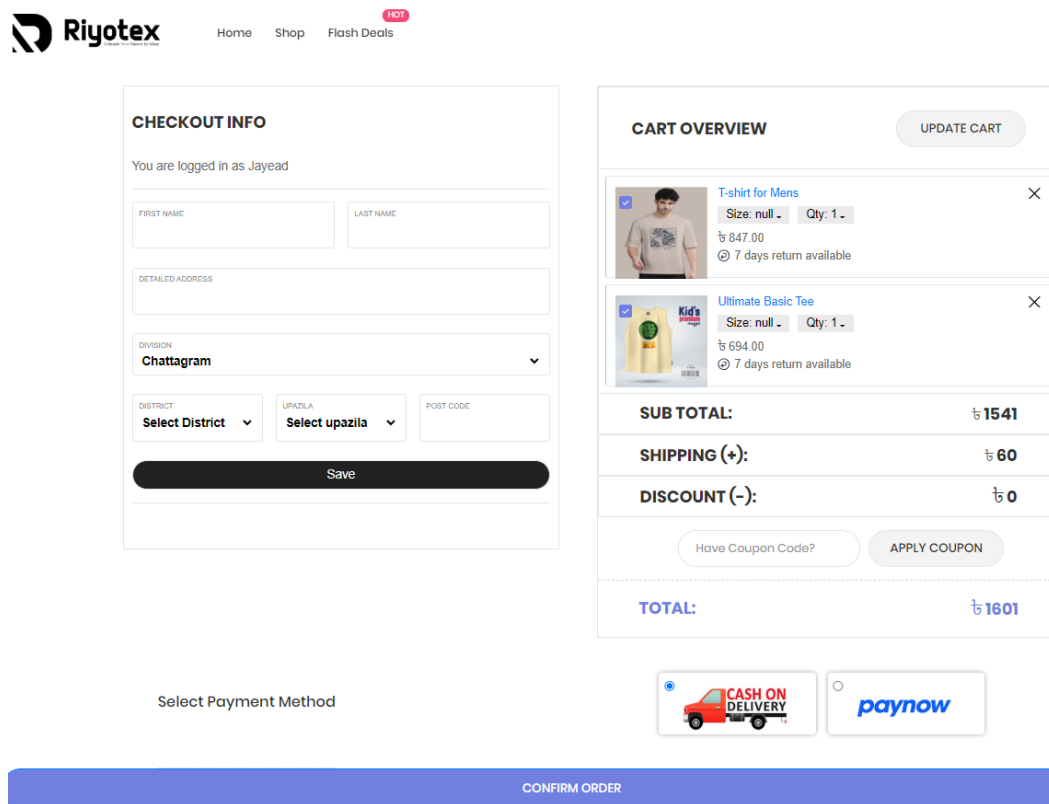 HOT
Riyotex
Home Shop Flash Deals
CHECKOUT INFO
You are logged in as Jayead
FIRST NAME
LAST NAME
DETAILED ADDRESS
DIVISION
Chattagram
DISTRICT
Select District
UPAZILA
Select upazila
POST CODE
Save
CART OVERVIEW
UPDATE CART
T-shirt for Mens
Size: null Qty: 1
৳ 847.00
7 days return available
Kid's
Ultimate Basic Tee
Size: null Qty: 1
৳ 694.00
7 days return available
SUB TOTAL: ৳ 1541
SHIPPING (+): ৳ 60
DISCOUNT (-): ৳ 0
Have Coupon Code?
APPLY COUPON
TOTAL: ৳ 1601
Select Payment Method
CASH ON
DELIVERY
paynow
CONFIRM ORDER